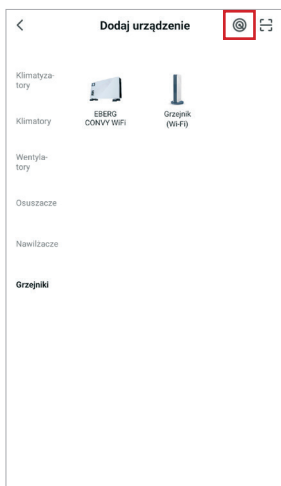 Dodaj urządzenie
Klimatyza-
tory
Klimatory
Wentyla-
tory
Osuszacze
Nawilżacze
Grzejniki
EBERG
CONVY WiFi
Grzejnik
(Wi-Fi)